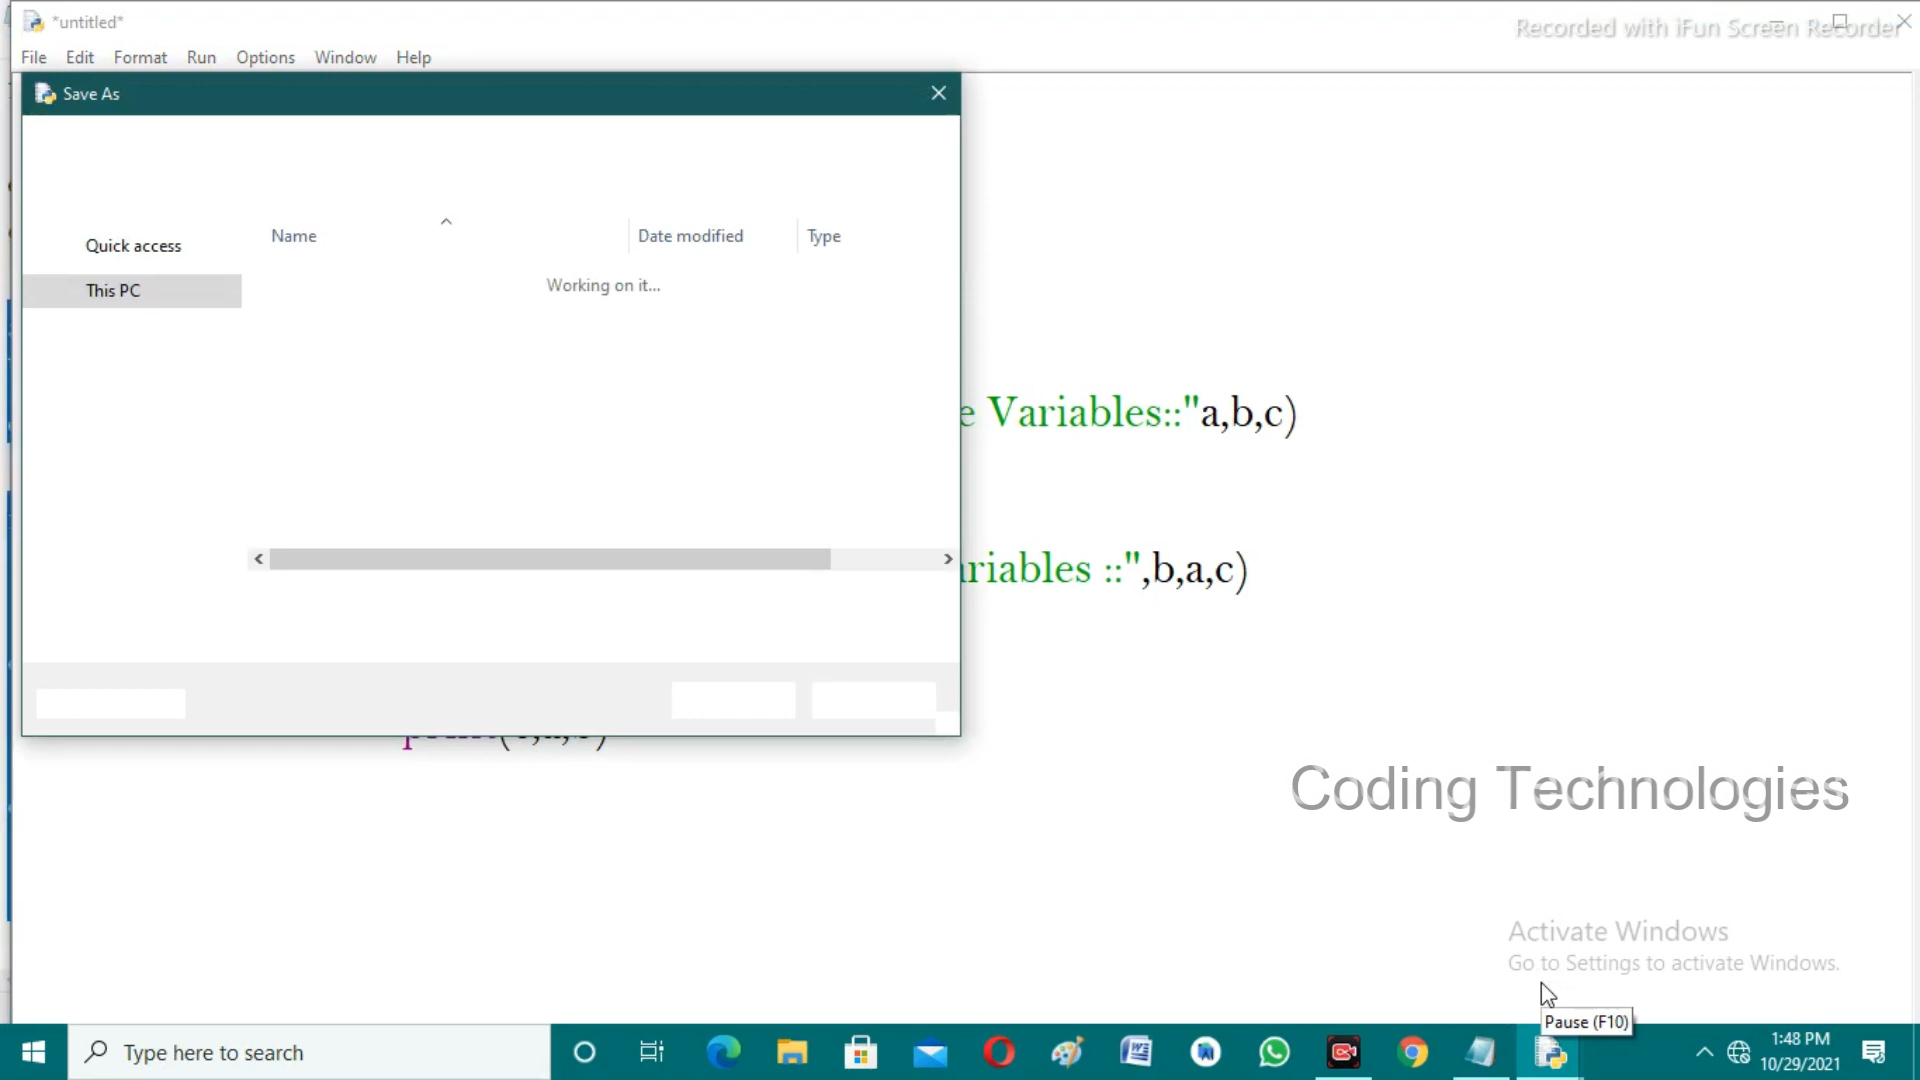 *untitled*
Recorded with iFun Screen Recorder
File Edit Format Run Options Window Help
Save As
Name Date modified Type
Quick access
This PC
Working on it...
e Variables::"a,b,c)
riables ::",b,a,c)
Coding Technologies
Activate Windows
Go to Settings to activate Windows.
Pause (F10)
Type here to search
1:48 PM
10/29/2021